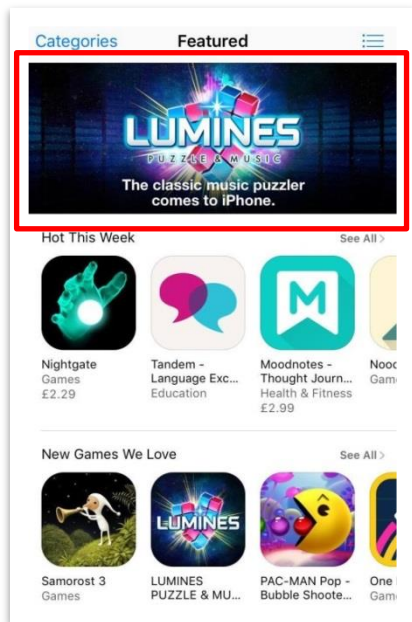 Categories Featured
LUMINES
PUZZLE & MUSIC
The classic music puzzler
comes to iPhone.
Hot This Week See All >
Nightgate Tandem - Moodnotes - Nooc
Games Language Exc... Thought Journ... Gam
£2.29 Education Health & Fitness
£2.99
New Games We Love See All >
LUMINES
Samorost 3 LUMINES PAC-MAN Pop - One
Games PUZZLE & MU... Bubble Shoote... Gam